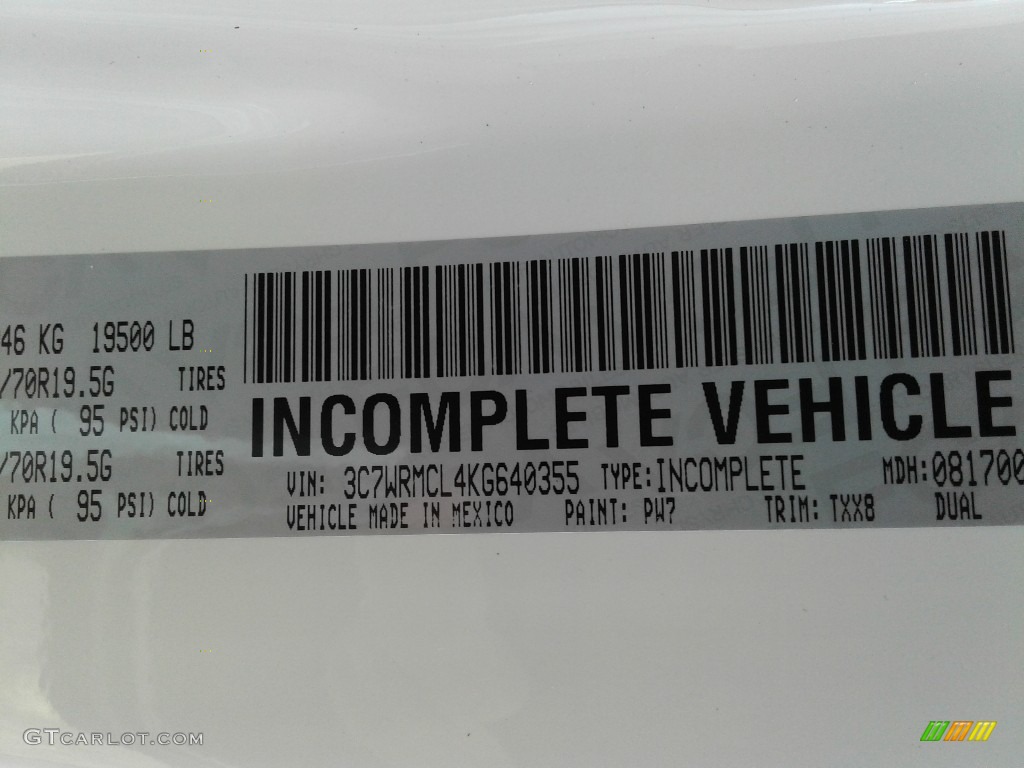 46 KG 19500 LB
/70R19.5G TIRES
KPA ( 95 PSI) COLD
/70R19.5G TIRES
KPA ( 95 PSI) COLD
INCOMPLETE VEHICLE
VIN: 3C7WRMCL4KG640355 TYPE: INCOMPLETE MDH: 081700
VEHICLE MADE IN MEXICO PAINT: PW7 TRIM: TXX8 DUAL
GTCARLOT.COM